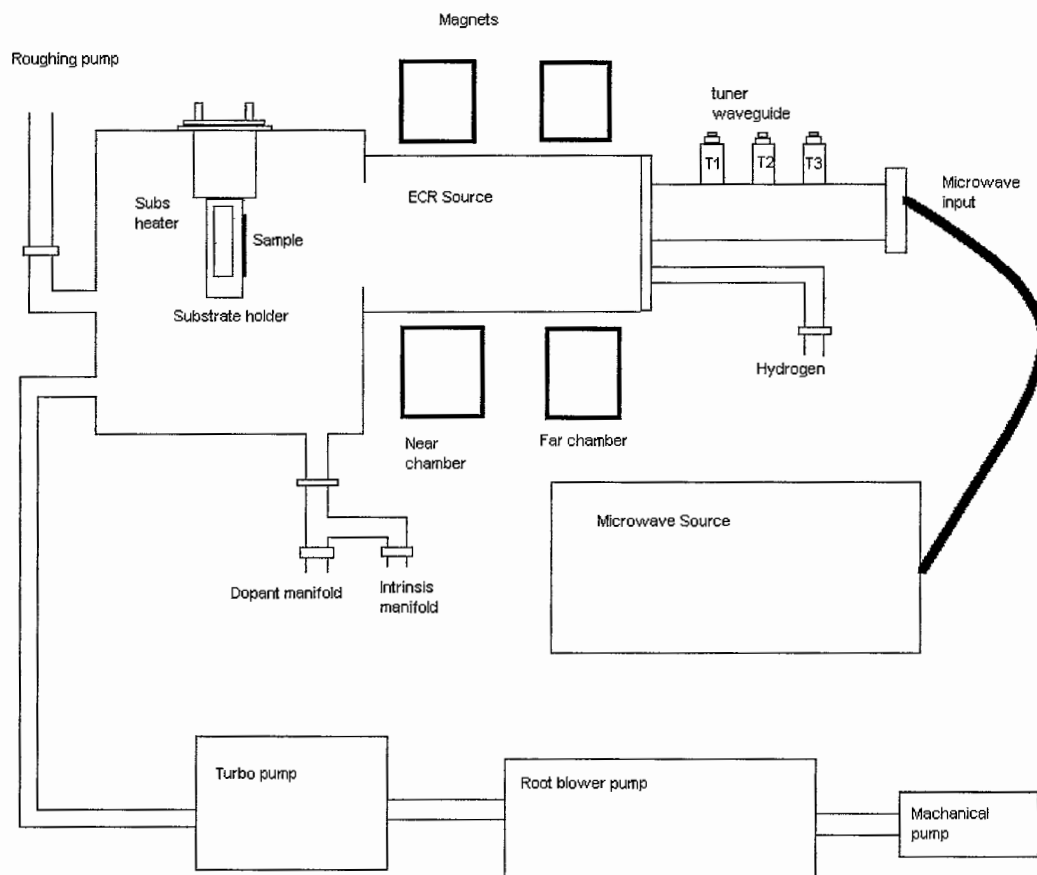 Magnets
Roughing pump
tuner
waveguide
T1
T2
T3
Microwave
input
ECR Source
Subs
heater
Sample
Substrate holder
Hydrogen
Near
chamber
Far chamber
Microwave Source
Dopant manifold
Intrinsis
manifold
Turbo pump
Root blower pump
Machanical
pump